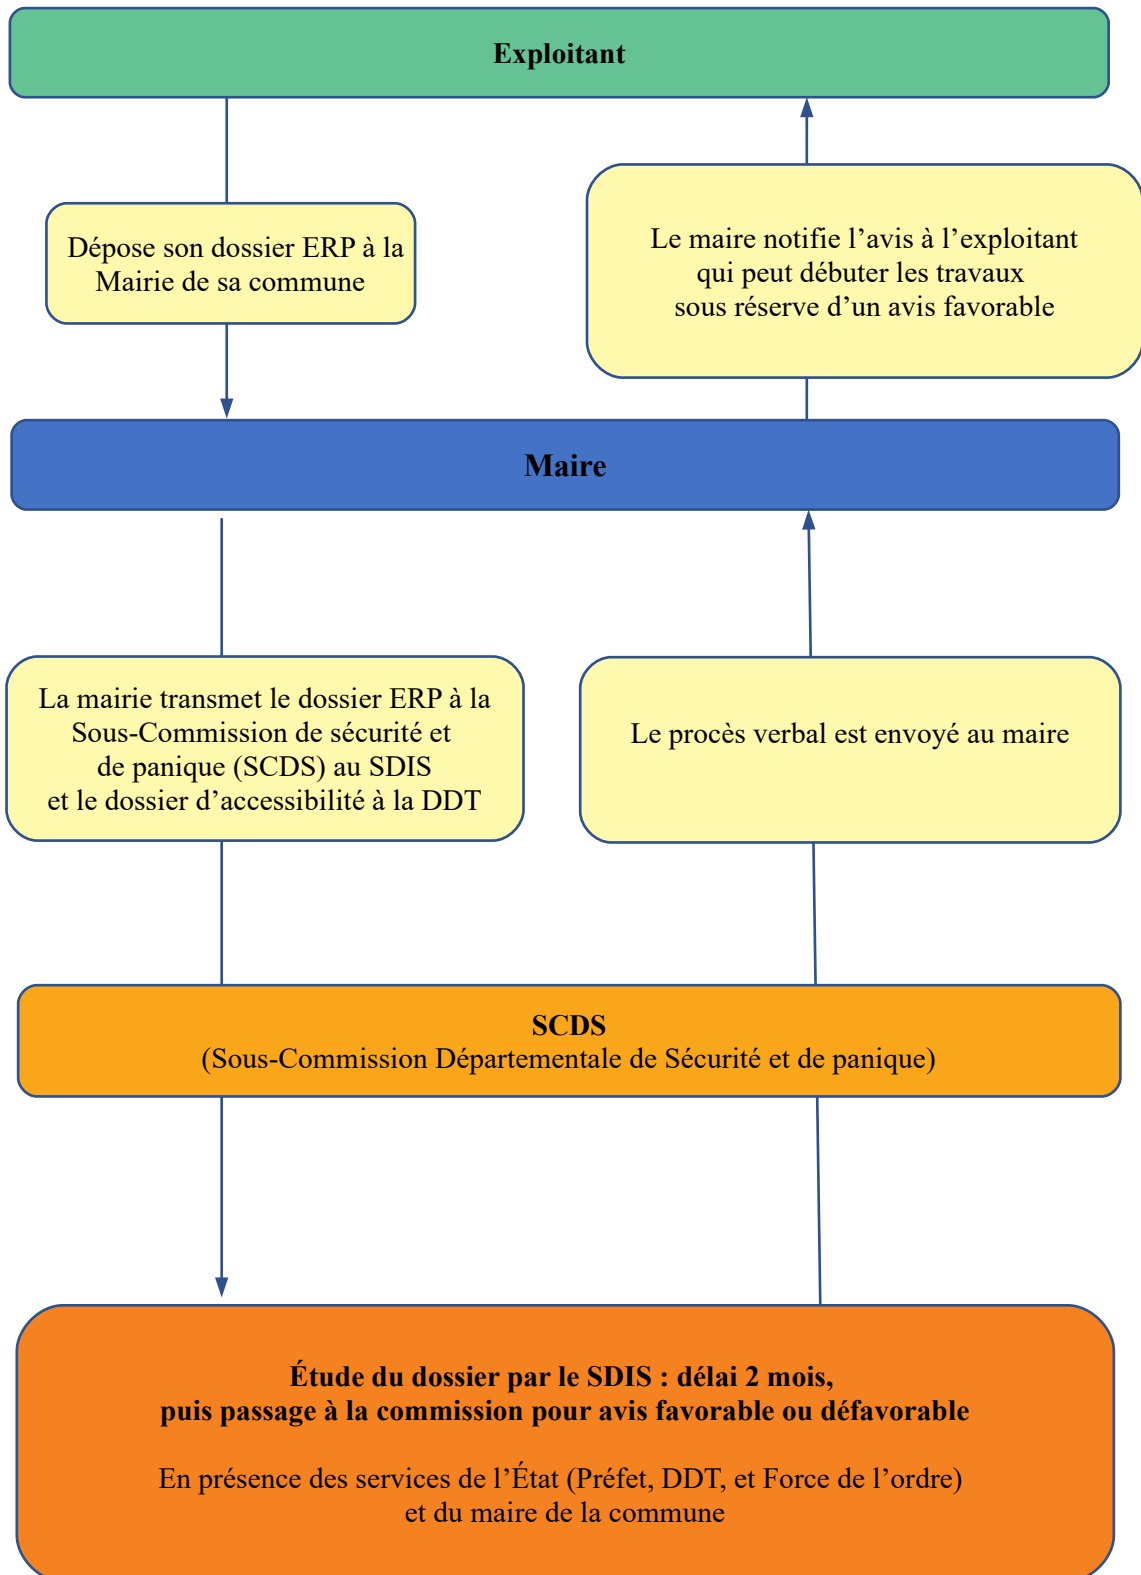 Exploitant
Dépose son dossier ERP à la
Mairie de sa commune
Le maire notifie l’avis à l’exploitant
qui peut débuter les travaux
sous réserve d’un avis favorable
Maire
La mairie transmet le dossier ERP à la
Sous-Commission de sécurité et
de panique (SCDS) au SDIS
et le dossier d’accessibilité à la DDT
Le procès verbal est envoyé au maire
SCDS
(Sous-Commission Départementale de Sécurité et de panique)
Étude du dossier par le SDIS : délai 2 mois,
puis passage à la commission pour avis favorable ou défavorable
En présence des services de l’État (Préfet, DDT, et Force de l’ordre)
et du maire de la commune